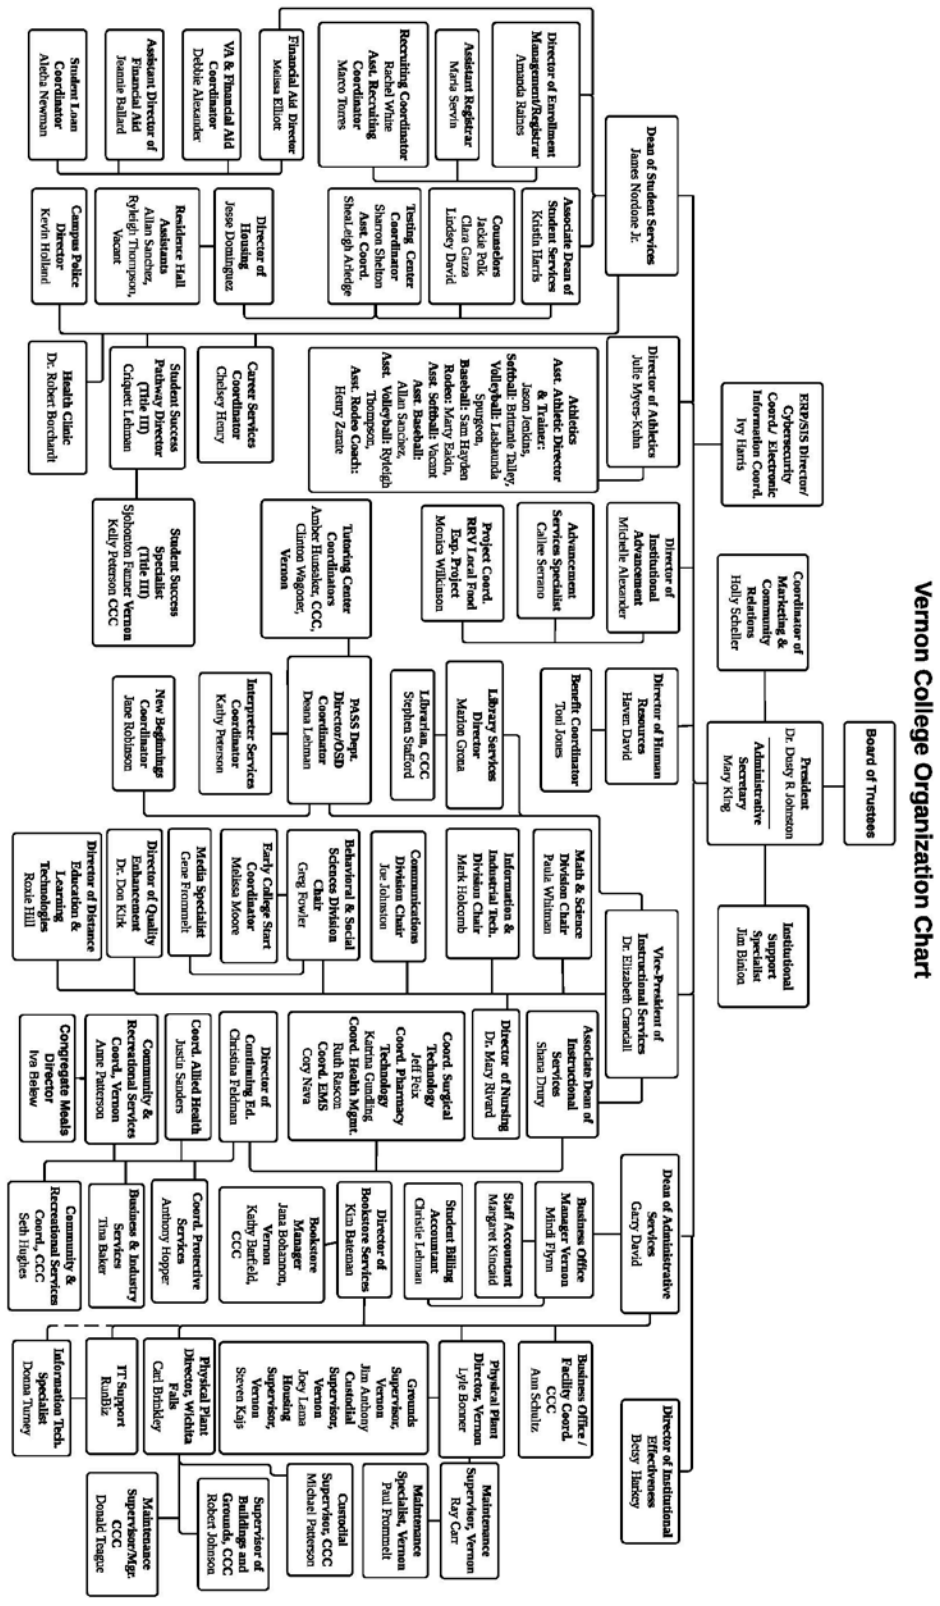 Vernon College Organization Chart
Board of Trustees
President
Dr. Dusty R Johnston
Administrative
Secretary
Mary King
Coordinator of
Marketing &
Community
Relations
Holly Scheller
Institutional
Support
Specialist
Jim Binion
ERP/SIS Director/
Cybersecurity
Coord./ Electronic
Information Coord.
Ivy Harris
Dean of Student Services
James Nordone Jr.
Director of Athletics
Julie Myers-Kuhn
Director of
Institutional
Advancement
Michelle Alexander
Director of Human
Resources
Haven David
Vice-President of
Instructional Services
Dr. Elizabeth Crandall
Dean of Administrative
Services
Garry David
Director of Institutional
Effectiveness
Betsy Harkey
Director of Enrollment
Management/Registrar
Amanda Raines
Assistant Registrar
Maria Servin
Recruiting Coordinator
Rachel White
Asst. Recruiting
Coordinator
Marco Torres
Financial Aid Director
Melissa Elliott
VA & Financial Aid
Coordinator
Debbie Alexander
Assistant Director of
Financial Aid
Jeannie Ballard
Student Loan
Coordinator
Aletha Newman
Associate Dean of
Student Services
Kristin Harris
Counselors
Jackie Polk
Clara Garza
Lindsey David
Testing Center
Coordinator
Sharron Shelton
Asst. Coord.
SheaLeigh Arledge
Director of
Housing
Jesse Dominguez
Residence Hall
Assistants
Allan Sanchez,
Ryleigh Thompson,
Vacant
Campus Police
Director
Kevin Holland
Athletics
Asst. Athletic Director
& Trainer:
Jason Jenkins,
Softball: Brittanie Talley,
Volleyball: Lashaunda
Spurgeon,
Baseball: Sam Hayden
Rodeo: Marty Eakin,
Asst. Softball: Vacant
Asst. Baseball:
Allan Sanchez,
Asst. Volleyball: Ryleigh
Thompson,
Asst. Rodeo Coach:
Henry Zarate
Career Services
Coordinator
Chelsey Henry
Student Success
Pathway Director
(Title III)
Criquett Lehman
Health Clinic
Dr. Robert Borchardt
Advancement
Services Specialist
Callee Serrano
Project Coord.
RRV Local Food
Exp. Project
Monica Wilkinson
Tutoring Center
Coordinators
Amber Hunsaker, CCC,
Clinton Wagoner,
Vernon
Student Success
Specialist
(Title III)
Sjohonton Fanner Vernon
Kelly Peterson CCC
Benefit Coordinator
Toni Jones
Library Services
Director
Marion Grona
Librarian, CCC
Stephen Stafford
PASS Dept.
Director/OSD
Coordinator
Deana Lehman
Interpreter Services
Coordinator
Kathy Peterson
New Beginnings
Coordinator
Jane Robinson
Math & Science
Division Chair
Paula Whitman
Information &
Industrial Tech.
Division Chair
Mark Holcomb
Communications
Division Chair
Joe Johnston
Behavioral & Social
Sciences Division
Chair
Greg Fowler
Early College Start
Coordinator
Melissa Moore
Media Specialist
Gene Frommelt
Director of Quality
Enhancement
Dr. Don Kirk
Director of Distance
Education &
Learning
Technologies
Roxie Hill
Associate Dean of
Instructional
Services
Shana Drury
Director of Nursing
Dr. Mary Rivard
Coord. Surgical
Technology
Jeff Feix
Coord. Pharmacy
Technology
Katrina Gundling
Coord. Health Mgmt.
Ruth Rascon
Coord. EMS
Cory Nava
Director of
Continuing Ed.
Christina Feldman
Coord. Allied Health
Justin Sanders
Community &
Recreational Services
Coord., Vernon
Anne Patterson
Congregate Meals
Director
Iva Belew
Coord. Protective
Services
Anthony Hopper
Business & Industry
Services
Tina Baker
Community &
Recreational Services
Coord., CCC
Seth Hughes
Business Office
Manager Vernon
Mindi Flynn
Staff Accountant
Margaret Kincaid
Student Billing
Accountant
Christie Lehman
Director of
Bookstore Services
Kim Bateman
Bookstore
Manager
Jana Bohannon,
Vernon
Kathy Barfield,
CCC
Business Office /
Facility Coord.
CCC
Ann Schultz
Physical Plant
Director, Vernon
Lyle Bonner
Grounds
Supervisor,
Jim Anthony
Custodial
Supervisor,
Vernon
Joey Lama
Housing
Supervisor,
Vernon
Steven Kajs
Physical Plant
Director, Wichita
Falls
Carl Brinkley
IT Support
RunBiz
Information Tech.
Specialist
Donna Turney
Maintenance
Supervisor, Vernon
Ray Carr
Maintenance
Specialist, Vernon
Paul Frommelt
Custodial
Supervisor, CCC
Michael Patterson
Supervisor of
Buildings and
Grounds, CCC
Robert Johnson
Maintenance
Supervisor/Mgr.
CCC
Donald Teague